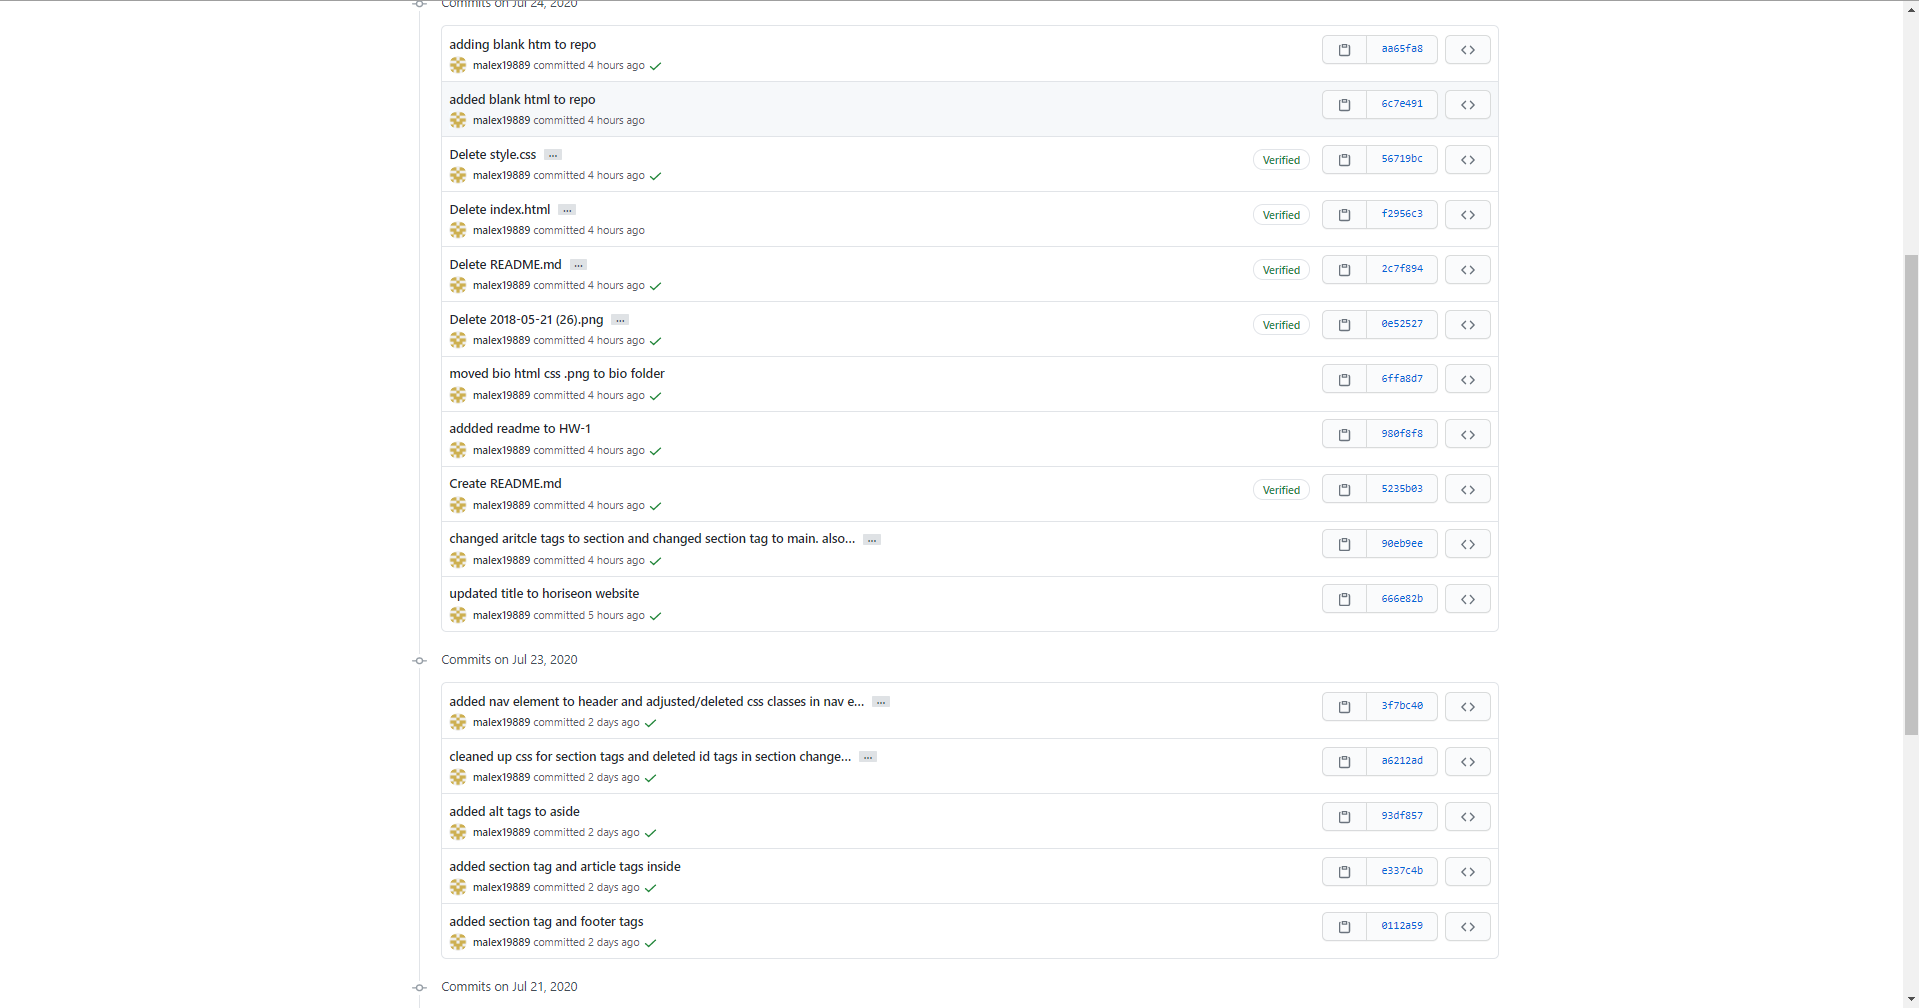 Commits on Jul 24, 2020
adding blank htm to repo
aa65fa8
malex19889 committed 4 hours ago
added blank html to repo
6c7e491
malex19889 committed 4 hours ago
Delete style.css ...
Verified 56719bc
malex19889 committed 4 hours ago
Delete index.html ...
Verified f2956c3
malex19889 committed 4 hours ago
Delete README.md ...
Verified 2c7f894
malex19889 committed 4 hours ago
Delete 2018-05-21 (26).png ...
Verified 0e52527
malex19889 committed 4 hours ago
moved bio html css .png to bio folder
6ffa8d7
malex19889 committed 4 hours ago
addded readme to HW-1
980f8f8
malex19889 committed 4 hours ago
Create README.md
Verified 5235b03
malex19889 committed 4 hours ago
changed aritcle tags to section and changed section tag to main. also... ...
90eb9ee
malex19889 committed 4 hours ago
updated title to horiseon website
666e82b
malex19889 committed 5 hours ago
Commits on Jul 23, 2020
added nav element to header and adjusted/deleted css classes in nav e... ...
3f7bc40
malex19889 committed 2 days ago
cleaned up css for section tags and deleted id tags in section change... ...
a6212ad
malex19889 committed 2 days ago
added alt tags to aside
93df857
malex19889 committed 2 days ago
added section tag and article tags inside
e337c4b
malex19889 committed 2 days ago
added section tag and footer tags
0112a59
malex19889 committed 2 days ago
Commits on Jul 21, 2020